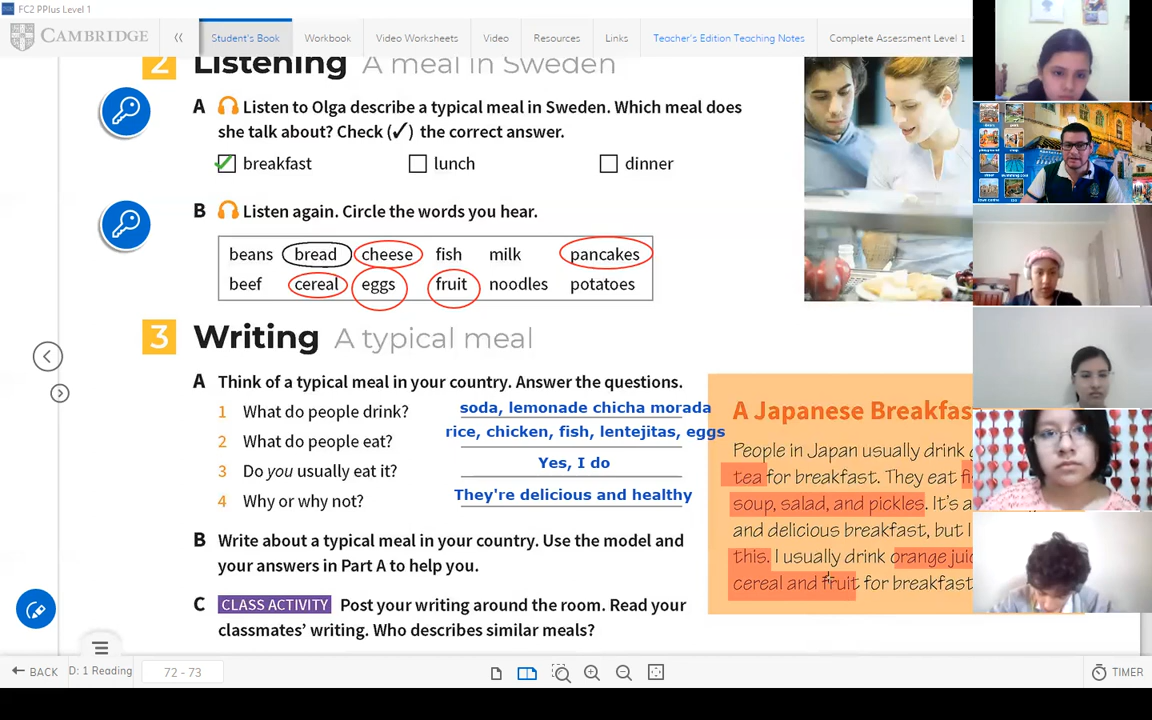 FC2 PPlus Level 1
CAMBRIDGE
Student's Book
Workbook
Video Worksheets
Video
Resources
Links
Teacher's Edition Teaching Notes
Complete Assessment Level 1
2 Listening A meal in Sweden
A Listen to Olga describe a typical meal in Sweden. Which meal does
she talk about? Check (✓) the correct answer.
breakfast lunch dinner
B Listen again. Circle the words you hear.
beans bread cheese fish milk pancakes
beef cereal eggs fruit noodles potatoes
3 Writing A typical meal
A Think of a typical meal in your country. Answer the questions.
1 What do people drink? soda, lemonade chicha morada
2 What do people eat? rice, chicken, fish, lentejitas, eggs
3 Do you usually eat it? Yes, I do
4 Why or why not? They're delicious and healthy
B Write about a typical meal in your country. Use the model and
your answers in Part A to help you.
C CLASS ACTIVITY Post your writing around the room. Read your
classmates' writing. Who describes similar meals?
A Japanese Breakfas
People in Japan usually drink
tea for breakfast. They eat fi
soup, salad, and pickles. It's a
and delicious breakfast, but I
this. I usually drink orange juic
cereal and fruit for breakfast
BACK
D: 1 Reading
72 - 73
TIMER